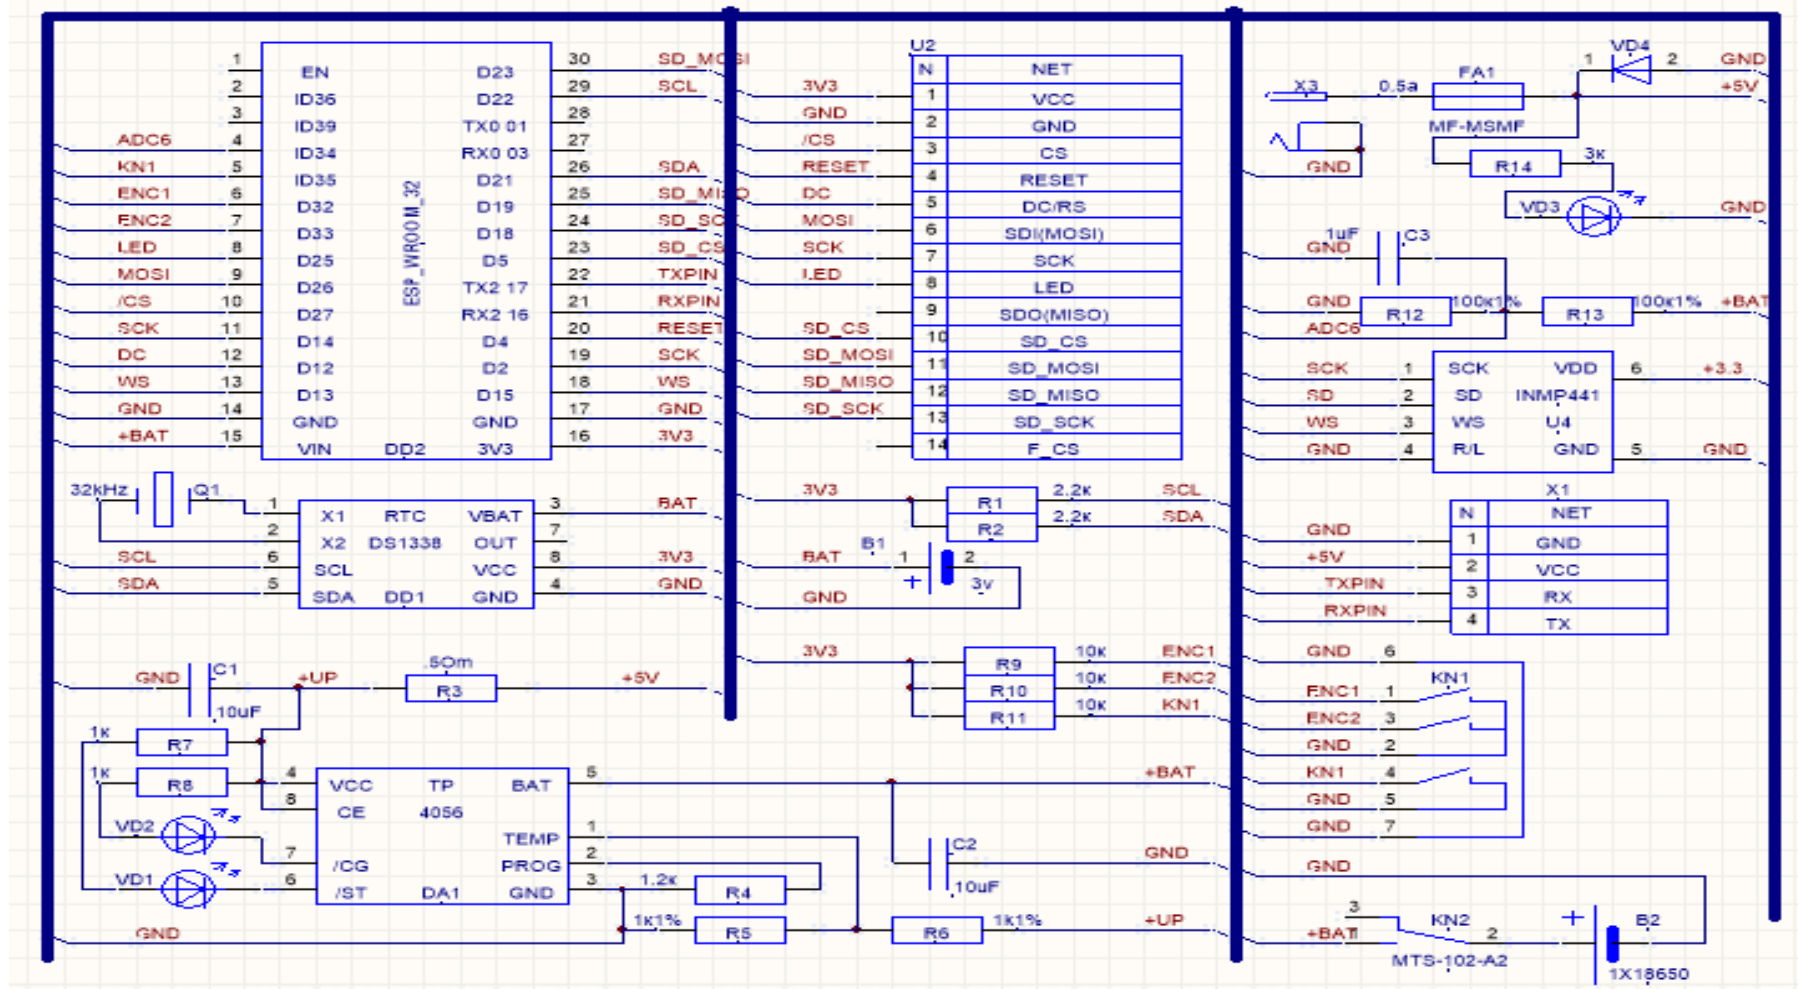 1 EN D23 30 SD_MOSI
2 ID36 D22 29 SCL
3 ID39 TX0 01 28
ADC6 4 ID34 RX0 03 27
KN1 5 ID35 D21 26 SDA
ENC1 6 D32 D19 25 SD_MISO
ENC2 7 D33 D18 24 SD_SCK
LED 8 D25 D5 23 SD_CS
MOSI 9 D26 TX2 17 22 TXPIN
/CS 10 D27 RX2 16 21 RXPIN
SCK 11 D14 D4 20 RESET
DC 12 D12 D2 19 SCK
WS 13 D13 D15 18 WS
GND 14 GND GND 17 GND
+BAT 15 VIN DD2 3V3 16 3V3
ESP_WROOM_32
32kHz Q1
1 X1 RTC VBAT 3 BAT
2 X2 DS1338 OUT 7
SCL 6 SCL VCC 8 3V3
SDA 5 SDA DD1 GND 4 GND
GND C1 10uF +UP .5Om R3 +5V
1k R7
1k R8
VD2
VD1
4 VCC TP BAT 5 +BAT
8 CE 4056
TEMP 1
7 /CG PROG 2
6 /ST DA1 GND 3
1.2k R4
GND 1k1% R5 R6 1k1% +UP
C2 GND
10uF
U2
N NET
3V3 1 VCC
GND 2 GND
/CS 3 CS
RESET 4 RESET
DC 5 DC/RS
MOSI 6 SDI(MOSI)
SCK 7 SCK
LED 8 LED
9 SDO(MISO)
SD_CS 10 SD_CS
SD_MOSI 11 SD_MOSI
SD_MISO 12 SD_MISO
SD_SCK 13 SD_SCK
14 F_CS
3V3 R1 2.2k SCL
R2 2.2k SDA
B1
BAT 1 2
+ 3v
GND
3V3 R9 10k ENC1
R10 10k ENC2
R11 10k KN1
VD4
1 2 GND
X3 0.5a FA1 +5V
MF-MSMF
GND R14 3k
VD3 GND
1uF C3
GND
GND R12 100k1% R13 100k1% +BAT
ADC6
SCK 1 SCK VDD 6 +3.3
SD 2 SD INMP441
WS 3 WS U4
GND 4 R/L GND 5 GND
X1
N NET
GND 1 GND
+5V 2 VCC
TXPIN 3 RX
RXPIN 4 TX
GND 6
ENC1 1 KN1
ENC2 3
GND 2
KN1 4
GND 5
GND 7
GND
3 KN2 + B2
+BAT 1 2
MTS-102-A2
1X18650